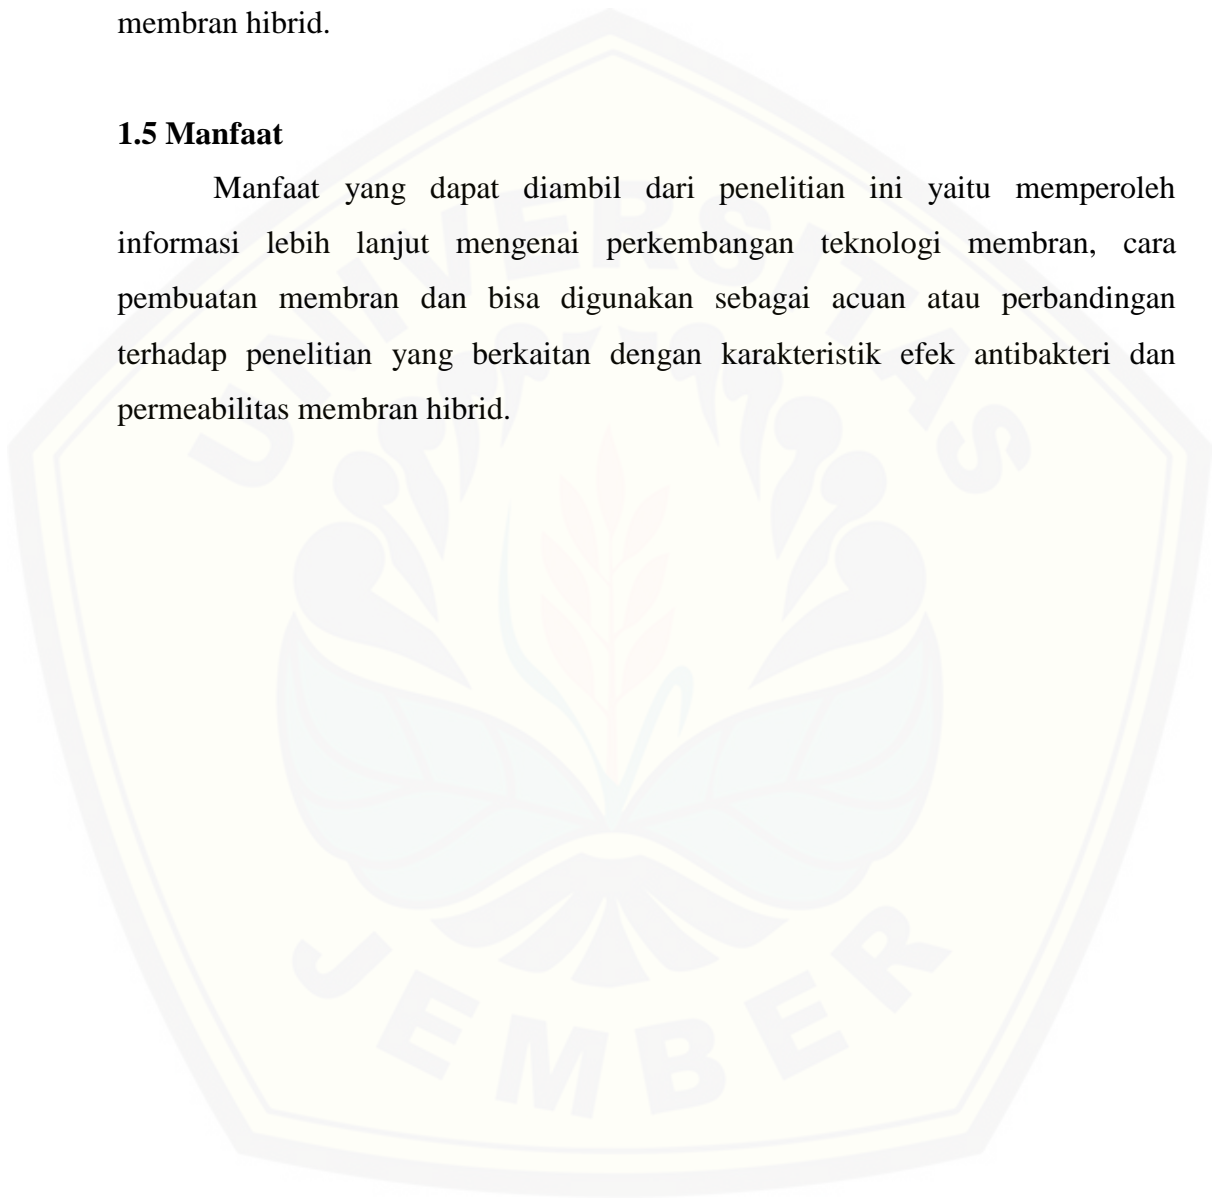 membran hibrid.
1.5 Manfaat
Manfaat yang dapat diambil dari penelitian ini yaitu memperoleh
informasi lebih lanjut mengenai perkembangan teknologi membran, cara
pembuatan membran dan bisa digunakan sebagai acuan atau perbandingan
terhadap penelitian yang berkaitan dengan karakteristik efek antibakteri dan
permeabilitas membran hibrid.
UNIVERSITAS
JEMBER